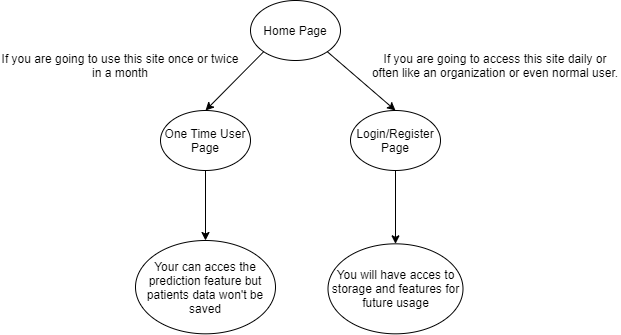 Home Page
If you are going to use this site once or twice
in a month
If you are going to access this site daily or
often like an organization or even normal user.
One Time User
Page
Login/Register
Page
Your can acces the
prediction feature but
patients data won't be
saved
You will have acces to
storage and features for
future usage